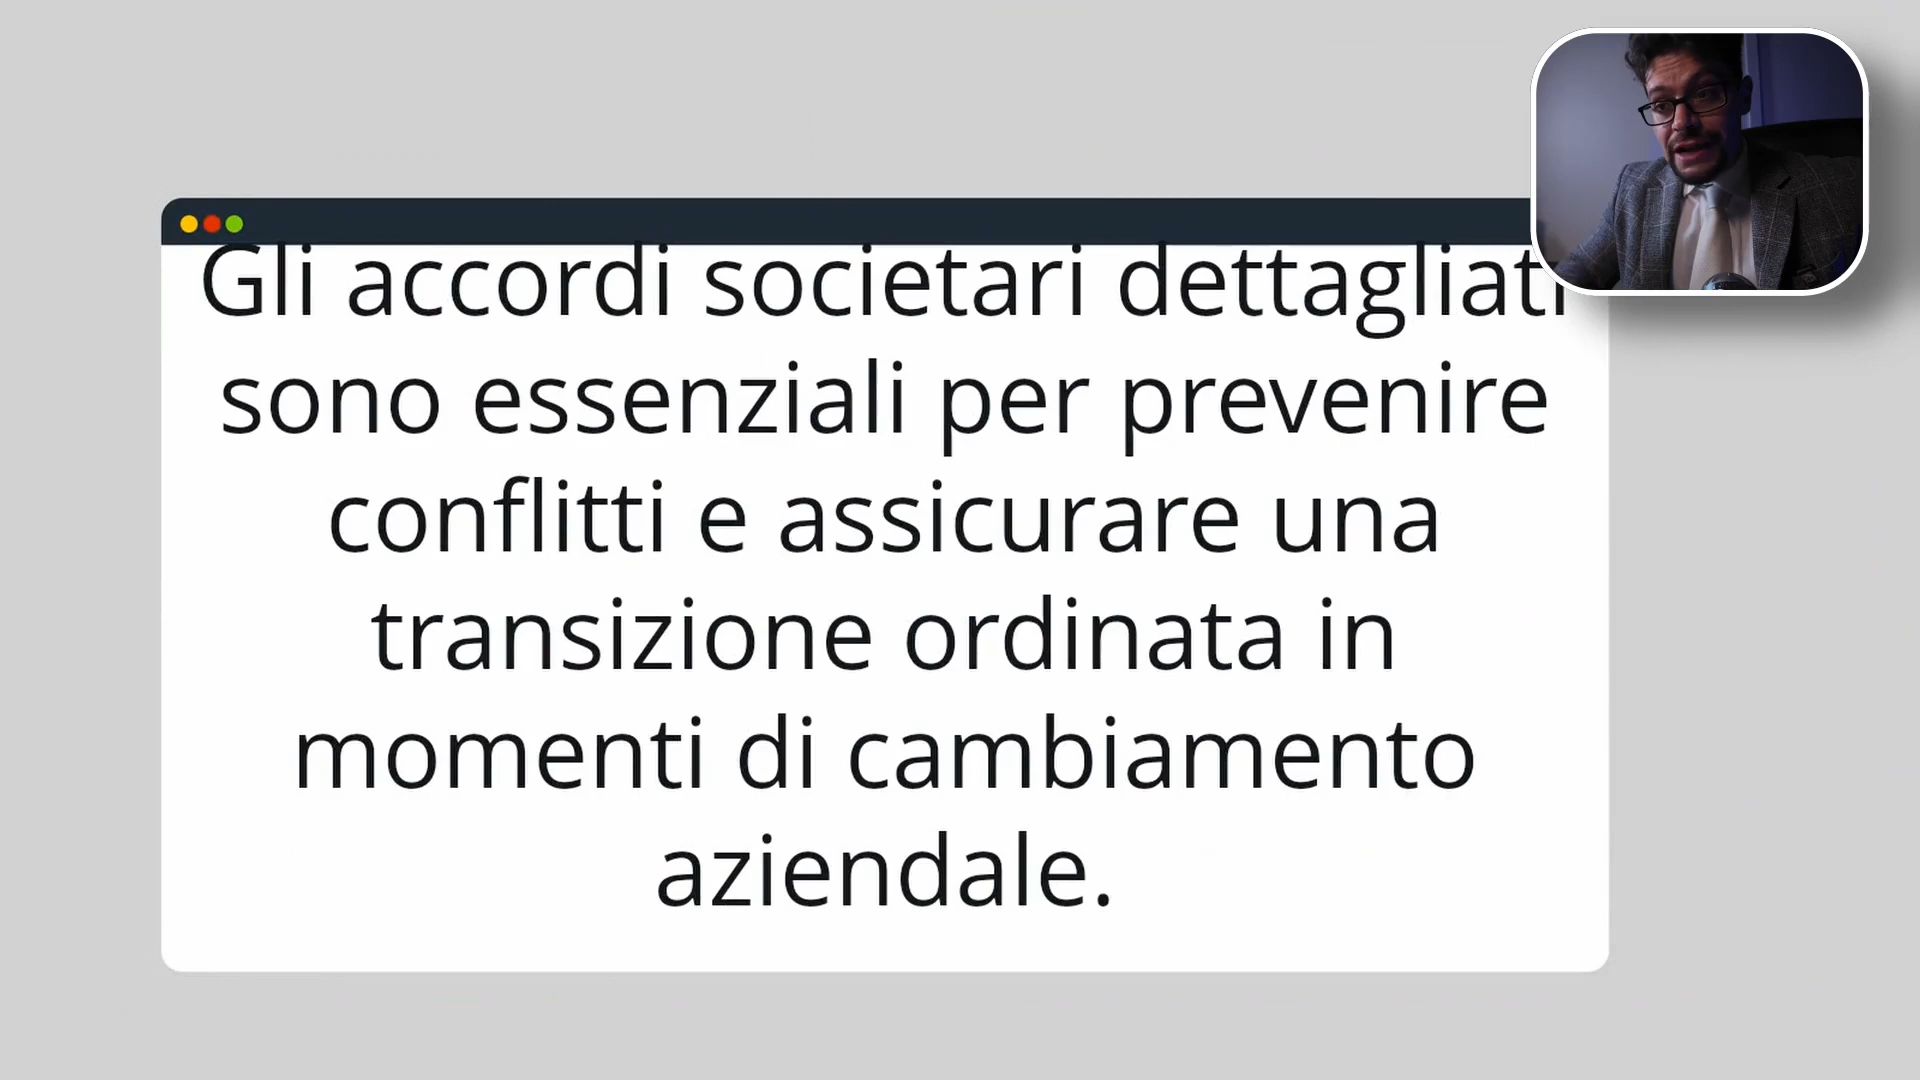 Gli accordi societari dettagliati
sono essenziali per prevenire
conflitti e assicurare una
transizione ordinata in
momenti di cambiamento
aziendale.